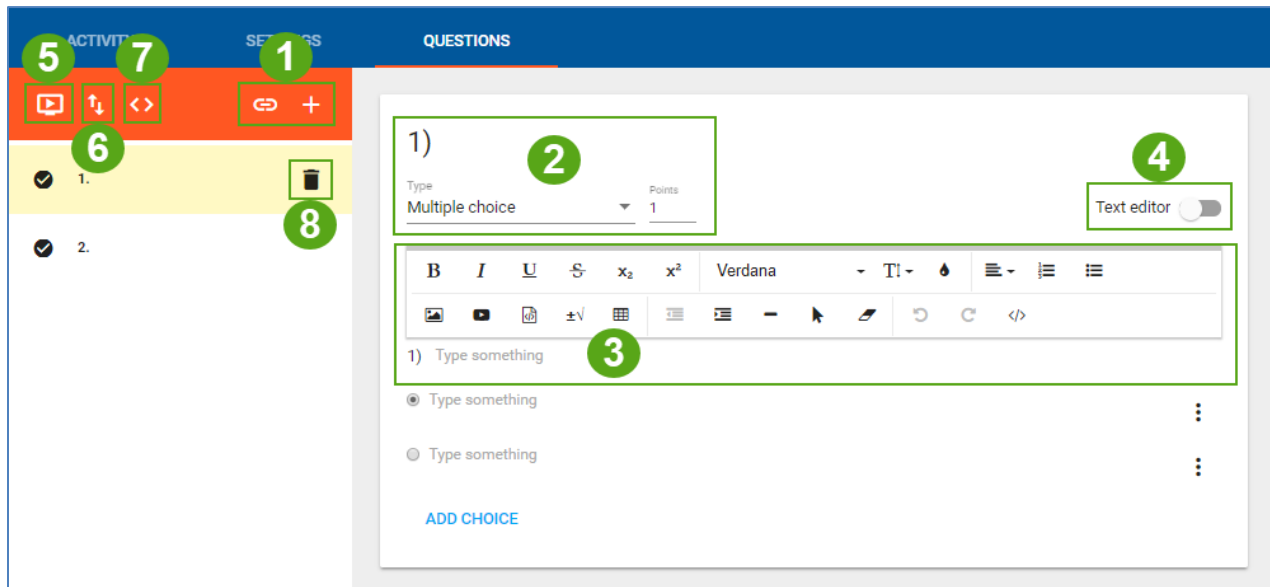 ACTIVIT SET GS QUESTIONS
5 7 1
6
1.
8
2.
1)
2
Type
Multiple choice
Points
1
4
Text editor
B I U S x₂ x² Verdana T
±√ </>
1) Type something
3
Type something
Type something
ADD CHOICE